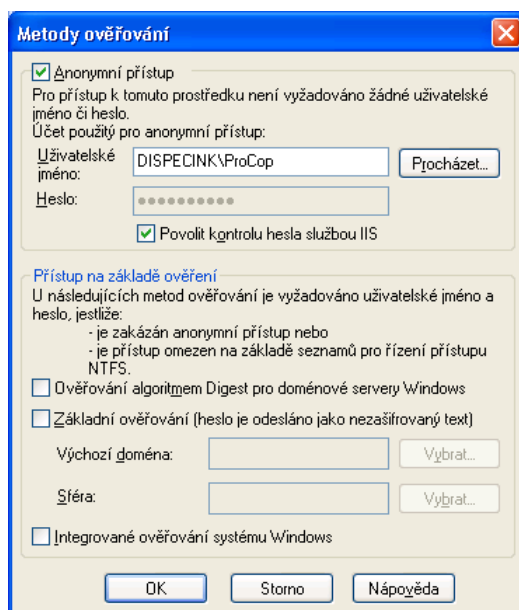 Metody ověřování
Anonymní přístup
Pro přístup k tomuto prostředku není vyžadováno žádné uživatelské
jméno či heslo.
Účet použitý pro anonymní přístup:
Uživatelské
jméno:
DISPECINK\ProCop
Procházet...
Heslo:
●●●●●●●●●●
Povolit kontrolu hesla službou IIS
Přístup na základě ověření
U následujících metod ověřování je vyžadováno uživatelské jméno a
heslo, jestliže:
- je zakázán anonymní přístup nebo
- je přístup omezen na základě seznamů pro řízení přístupu
NTFS.
Ověřování algoritmem Digest pro doménové servery Windows
Základní ověřování (heslo je odesláno jako nezašifrovaný text)
Výchozí doména:
Vybrat...
Sféra:
Vybrat...
Integrované ověřování systému Windows
OK
Storno
Nápověda